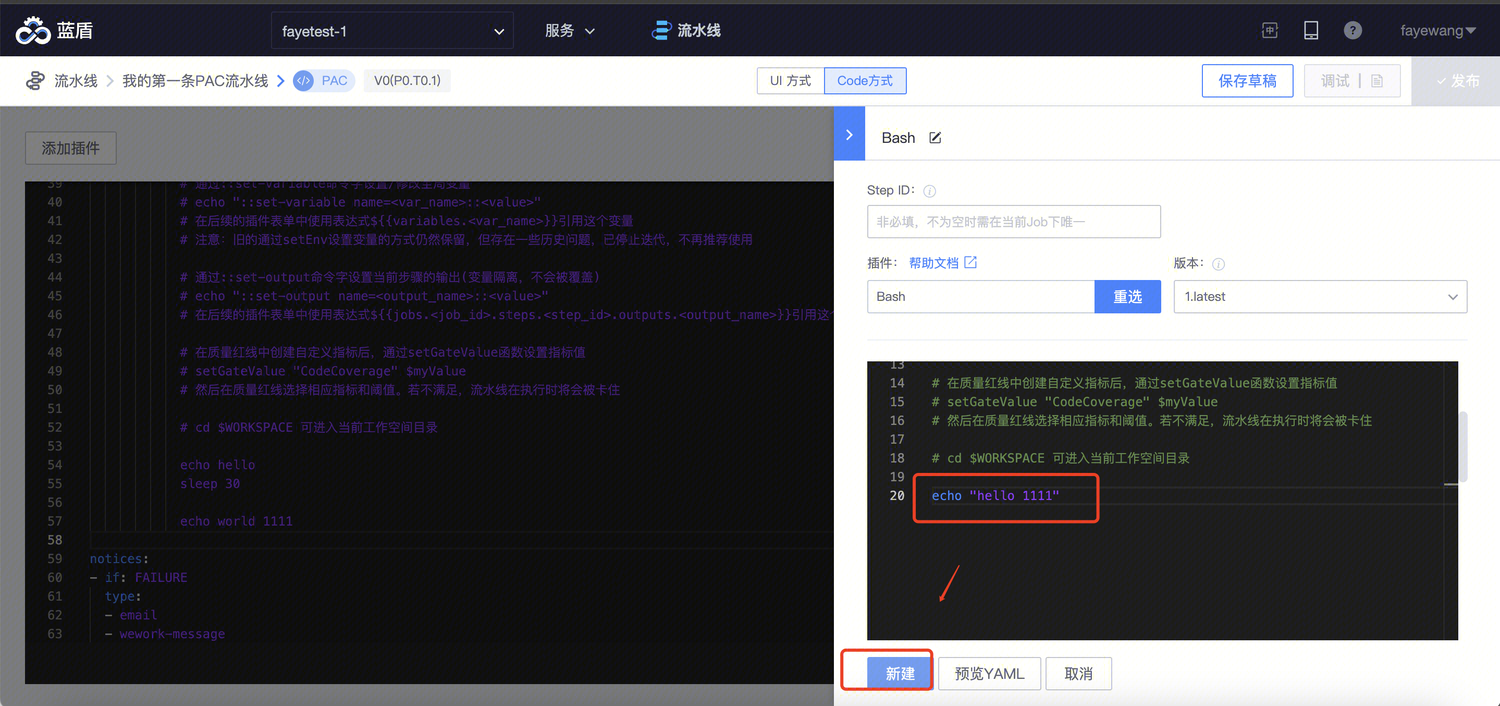 蓝盾
fayetest-1
服务
流水线
fayewang
流水线
我的第一条PAC流水线
PAC
V0(P0.T0.1)
UI 方式
Code方式
保存草稿
调试
发布
添加插件
39 # 通过::set-variable命令字设置/修改全局变量
40 # echo "::set-variable name=<var_name>::<value>"
41 # 在后续的插件表单中使用表达式${{variables.<var_name>}}引用这个变量
42 # 注意：旧的通过setEnv设置变量的方式仍然保留，但存在一些历史问题，已停止迭代，不再推荐使用
43
44 # 通过::set-output命令字设置当前步骤的输出(变量隔离，不会被覆盖)
45 # echo "::set-output name=<output_name>::<value>"
46 # 在后续的插件表单中使用表达式${{jobs.<job_id>.steps.<step_id>.outputs.<output_name>}}引用这个
47
48 # 在质量红线中创建自定义指标后，通过setGateValue函数设置指标值
49 # setGateValue "CodeCoverage" $myValue
50 # 然后在质量红线选择相应指标和阈值。若不满足，流水线在执行时将会被卡住
51
52 # cd $WORKSPACE 可进入当前工作空间目录
53
54 echo hello
55 sleep 30
56
57 echo world 1111
58
59 notices:
60 - if: FAILURE
61 type:
62 - email
63 - wework-message
Bash
Step ID:
非必填，不为空时需在当前Job下唯一
插件: 帮助文档
版本:
Bash
重选
1.latest
13
14 # 在质量红线中创建自定义指标后，通过setGateValue函数设置指标值
15 # setGateValue "CodeCoverage" $myValue
16 # 然后在质量红线选择相应指标和阈值。若不满足，流水线在执行时将会被卡住
17
18 # cd $WORKSPACE 可进入当前工作空间目录
19
20 echo "hello 1111"
新建
预览YAML
取消